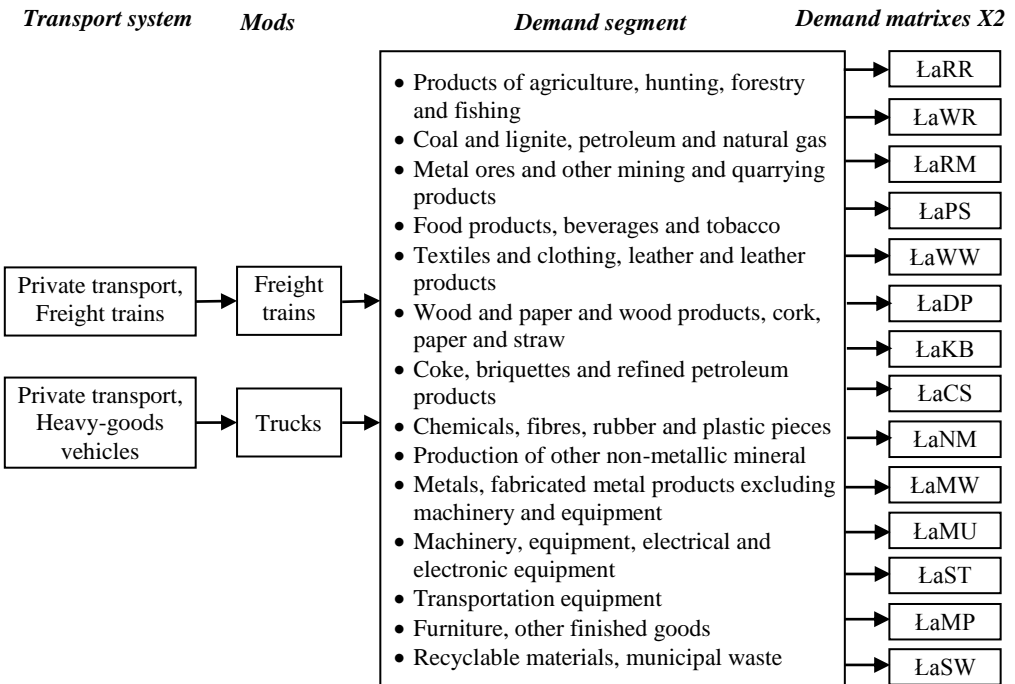 Transport system Mods Demand segment Demand matrixes X2
Private transport,
Freight trains
Private transport,
Heavy-goods
vehicles
Freight
trains
Trucks
• Products of agriculture, hunting, forestry
and fishing
• Coal and lignite, petroleum and natural gas
• Metal ores and other mining and quarrying
products
• Food products, beverages and tobacco
• Textiles and clothing, leather and leather
products
• Wood and paper and wood products, cork,
paper and straw
• Coke, briquettes and refined petroleum
products
• Chemicals, fibres, rubber and plastic pieces
• Production of other non-metallic mineral
• Metals, fabricated metal products excluding
machinery and equipment
• Machinery, equipment, electrical and
electronic equipment
• Transportation equipment
• Furniture, other finished goods
• Recyclable materials, municipal waste
ŁaRR
ŁaWR
ŁaRM
ŁaPS
ŁaWW
ŁaDP
ŁaKB
ŁaCS
ŁaNM
ŁaMW
ŁaMU
ŁaST
ŁaMP
ŁaSW